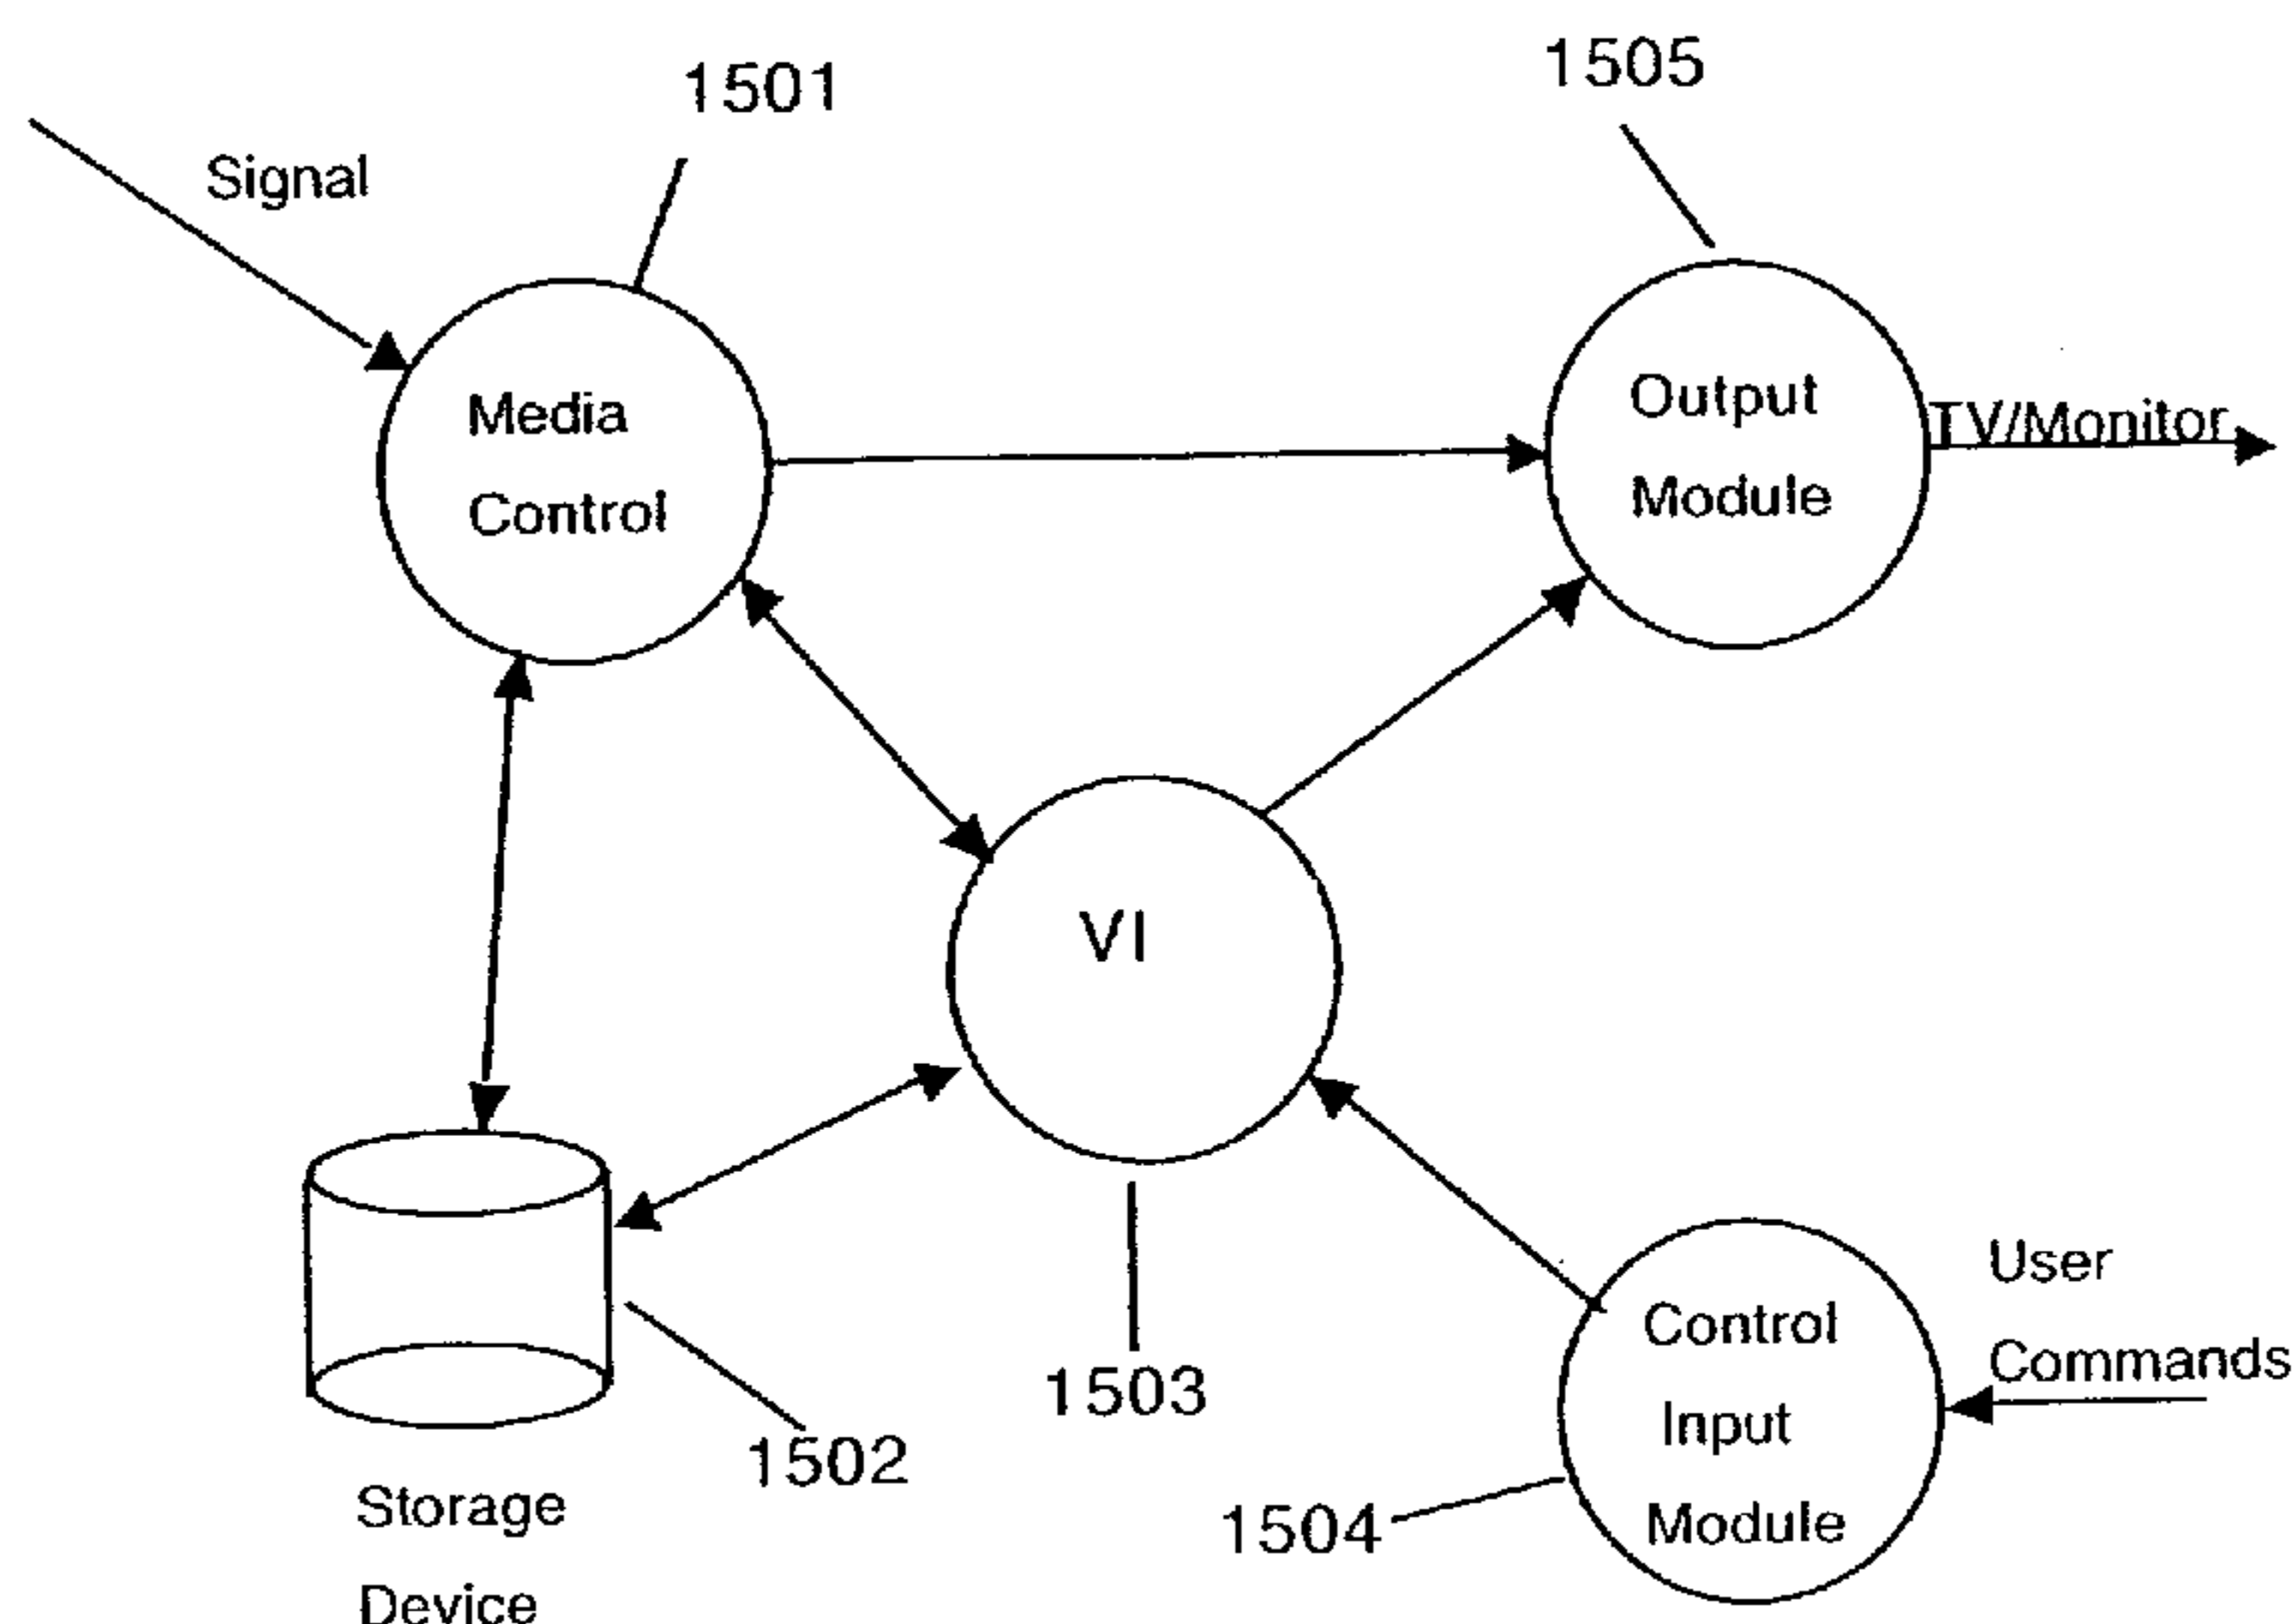 1501
1505
Signal
Media
Control
Output
Module
TV/Monitor
VI
User
Commands
Control
Input
Module
1503
1502
1504
Storage
Device